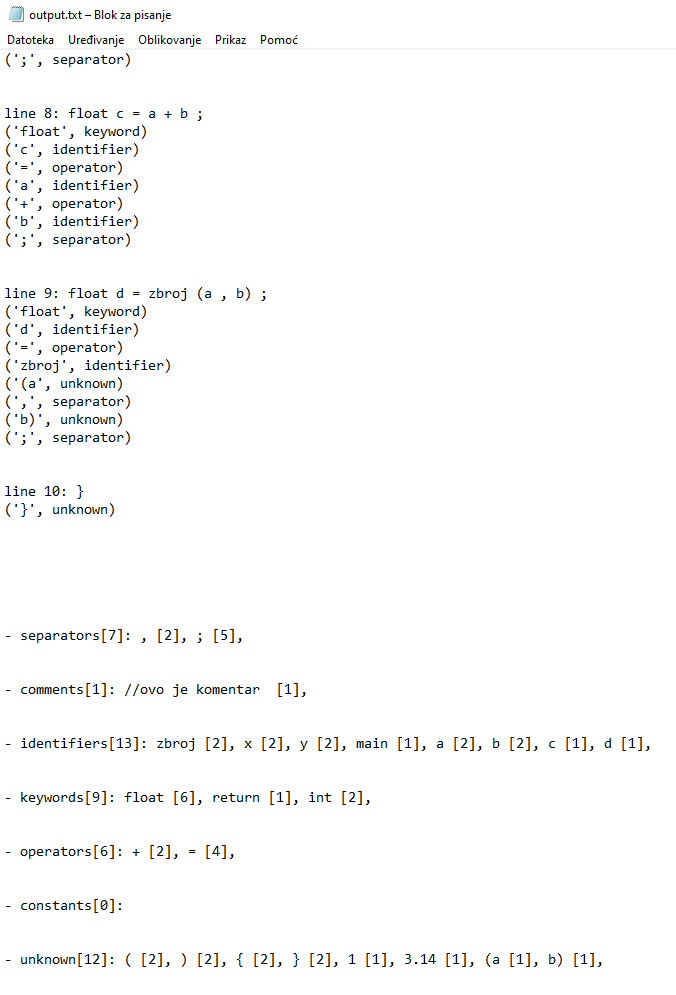 output.txt – Blok za pisanje
Datoteka Uređivanje Oblikovanje Prikaz Pomoć
(';', separator)
line 8: float c = a + b ;
('float', keyword)
('c', identifier)
('=', operator)
('a', identifier)
('+', operator)
('b', identifier)
(';', separator)
line 9: float d = zbroj (a , b) ;
('float', keyword)
('d', identifier)
('=', operator)
('zbroj', identifier)
('(a', unknown)
(',', separator)
('b)', unknown)
(';', separator)
line 10: }
('}', unknown)
- separators[7]: , [2], ; [5],
- comments[1]: //ovo je komentar  [1],
- identifiers[13]: zbroj [2], x [2], y [2], main [1], a [2], b [2], c [1], d [1],
- keywords[9]: float [6], return [1], int [2],
- operators[6]: + [2], = [4],
- constants[0]:
- unknown[12]: ( [2], ) [2], { [2], } [2], 1 [1], 3.14 [1], (a [1], b) [1],